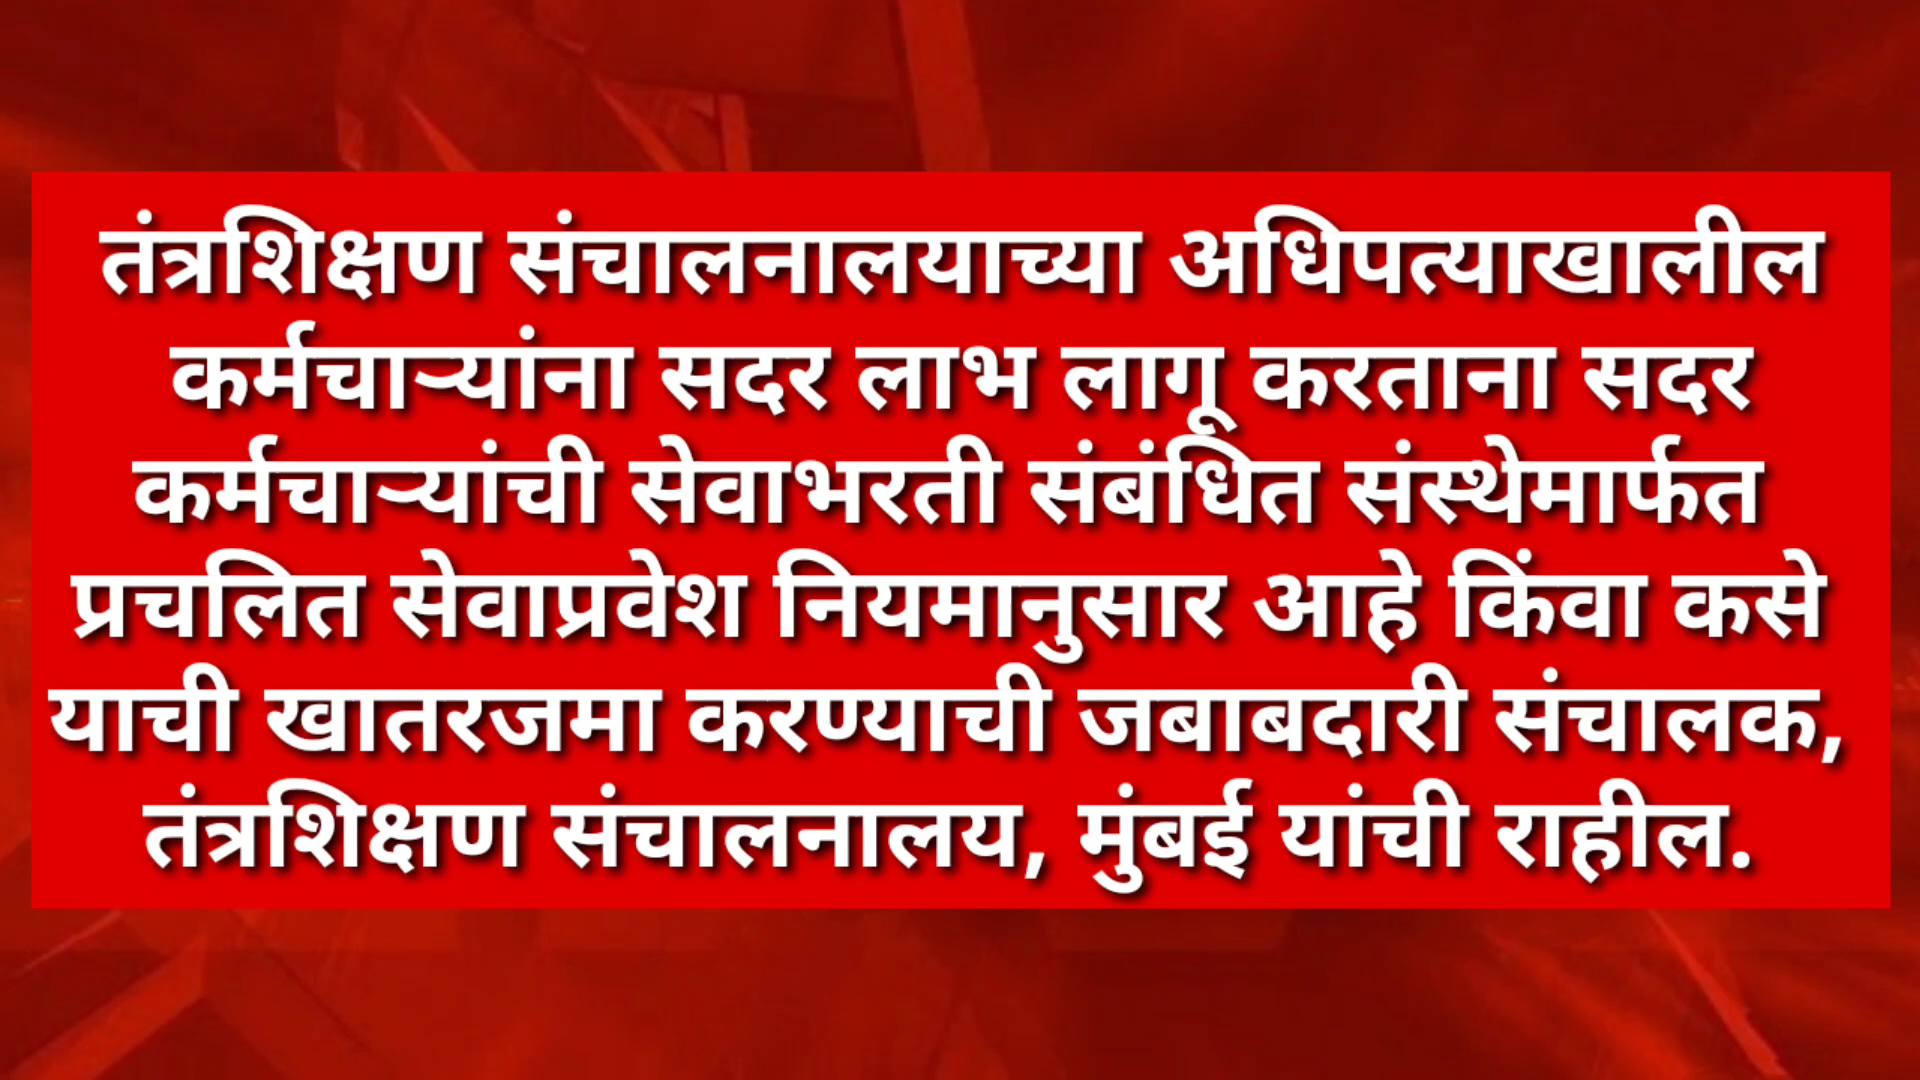 तंत्रशिक्षण संचालनालयाच्या अधिपत्याखालील
कर्मचाऱ्यांना सदर लाभ लागू करताना सदर
कर्मचाऱ्यांची सेवाभरती संबंधित संस्थेमार्फत
प्रचलित सेवाप्रवेश नियमानुसार आहे किंवा कसे
याची खातरजमा करण्याची जबाबदारी संचालक,
तंत्रशिक्षण संचालनालय, मुंबई यांची राहील.